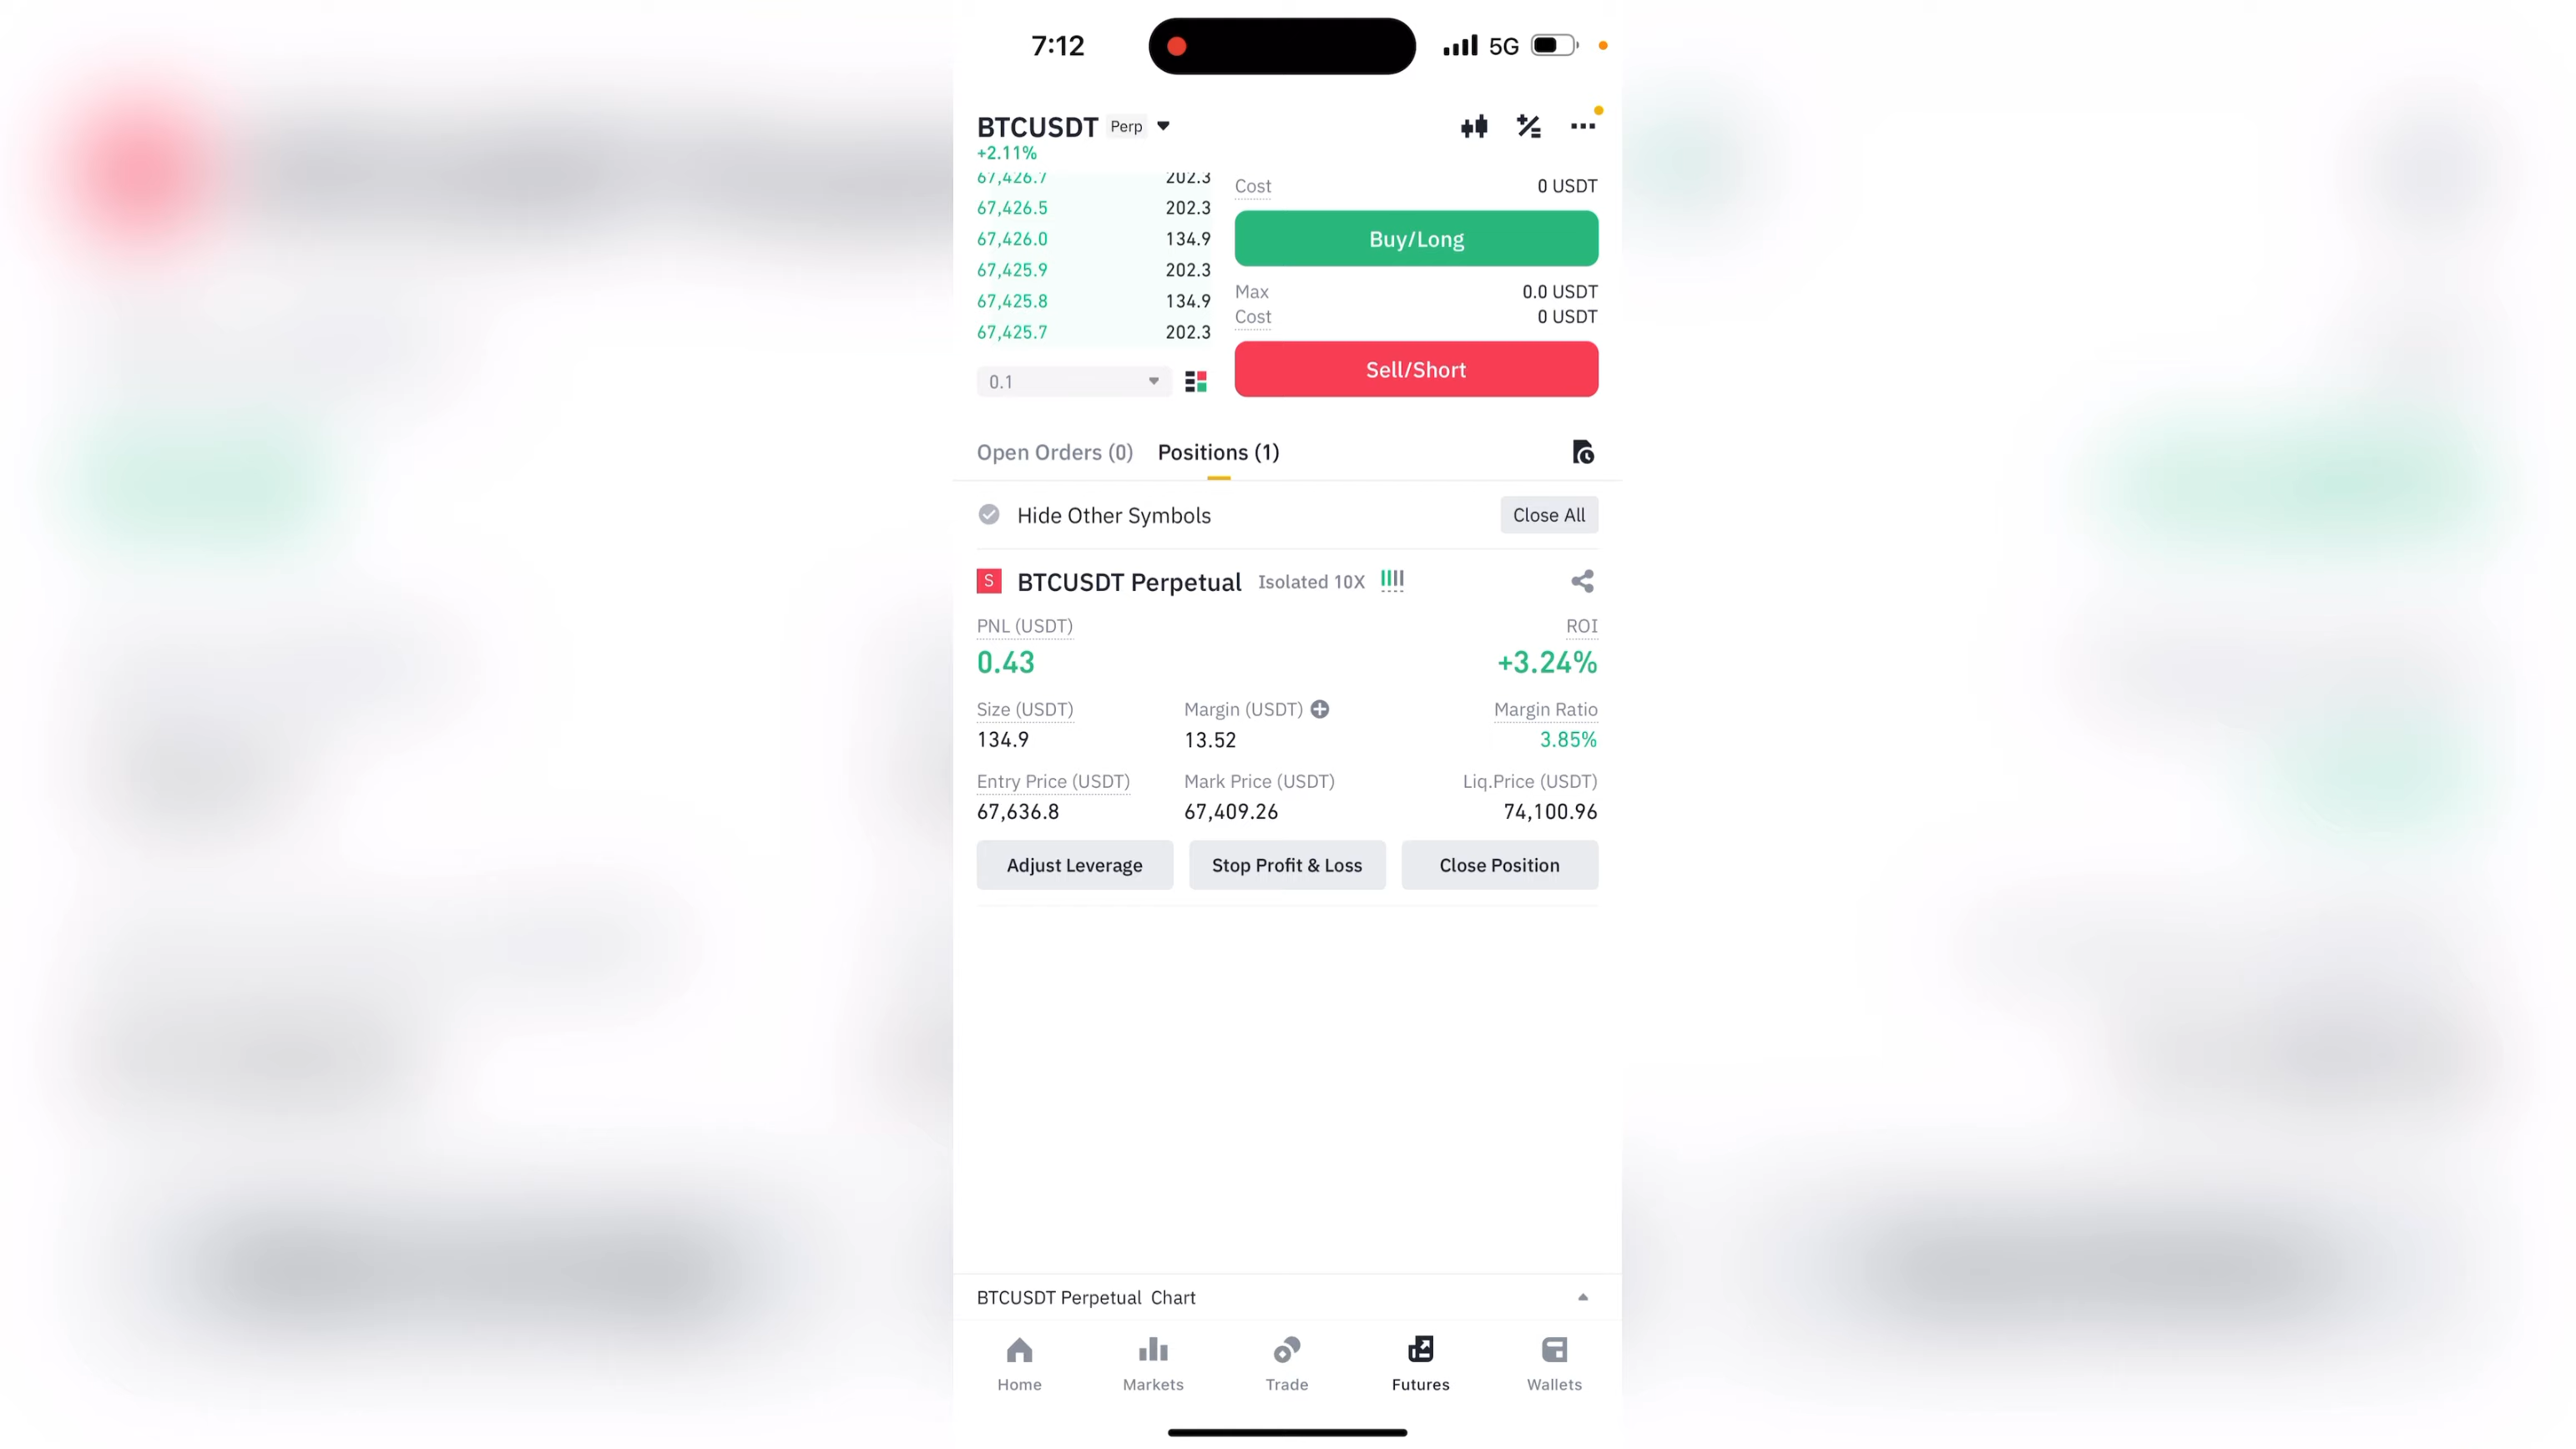 7:12 5G
BTCUSDT Perp
+2.11%
67,426.7 202.3 Cost 0 USDT
67,426.5 202.3
67,426.0 134.9 Buy/Long
67,425.9 202.3
67,425.8 134.9 Max 0.0 USDT
67,425.7 202.3 Cost 0 USDT
0.1 Sell/Short
Open Orders (0) Positions (1)
Hide Other Symbols Close All
S BTCUSDT Perpetual Isolated 10X
PNL (USDT) ROI
0.43 +3.24%
Size (USDT) Margin (USDT) Margin Ratio
134.9 13.52 3.85%
Entry Price (USDT) Mark Price (USDT) Liq.Price (USDT)
67,636.8 67,409.26 74,100.96
Adjust Leverage Stop Profit & Loss Close Position
BTCUSDT Perpetual Chart
Home Markets Trade Futures Wallets